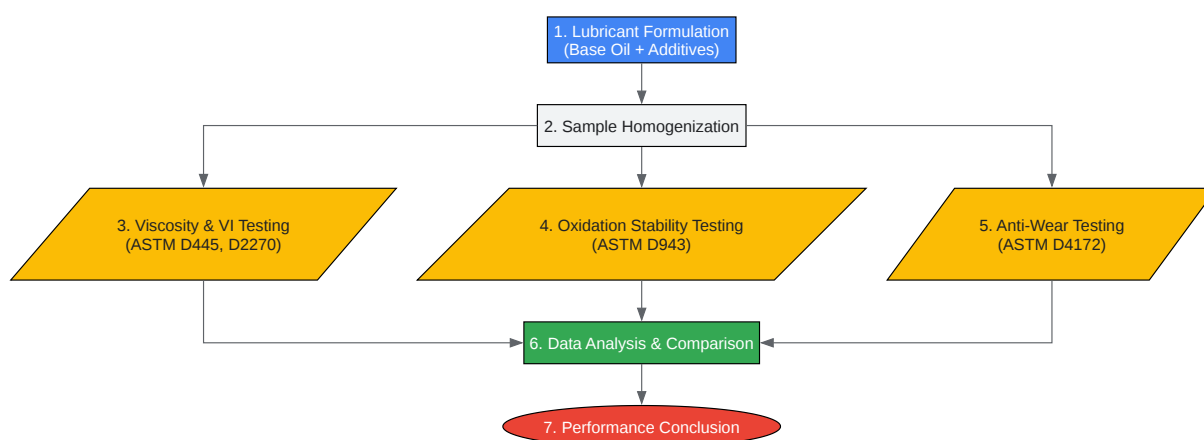 1. Lubricant Formulation
(Base Oil + Additives)
2. Sample Homogenization
3. Viscosity & VI Testing
(ASTM D445, D2270)
4. Oxidation Stability Testing
(ASTM D943)
5. Anti-Wear Testing
(ASTM D4172)
6. Data Analysis & Comparison
7. Performance Conclusion